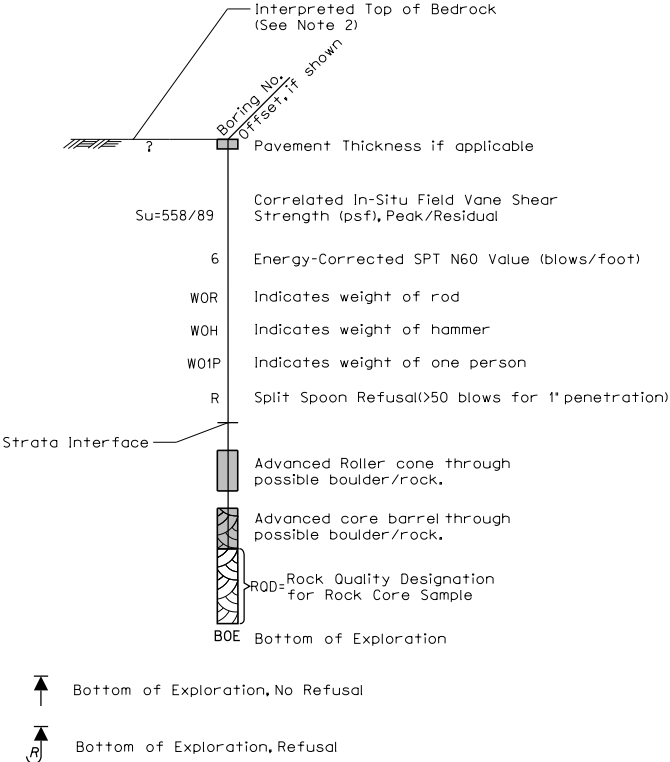 Interpreted Top of Bedrock
(See Note 2)
Boring No.
Offset, if shown
?
Pavement Thickness if applicable
Su=558/89
Correlated In-Situ Field Vane Shear
Strength (psf), Peak/Residual
6 Energy-Corrected SPT N60 Value (blows/foot)
WOR Indicates weight of rod
WOH Indicates weight of hammer
WO1P Indicates weight of one person
R Split Spoon Refusal(>50 blows for 1" penetration)
Strata Interface
Advanced Roller cone through
possible boulder/rock.
Advanced core barrel through
possible boulder/rock.
RQD= Rock Quality Designation
for Rock Core Sample
BOE Bottom of Exploration
Bottom of Exploration, No Refusal
R Bottom of Exploration, Refusal